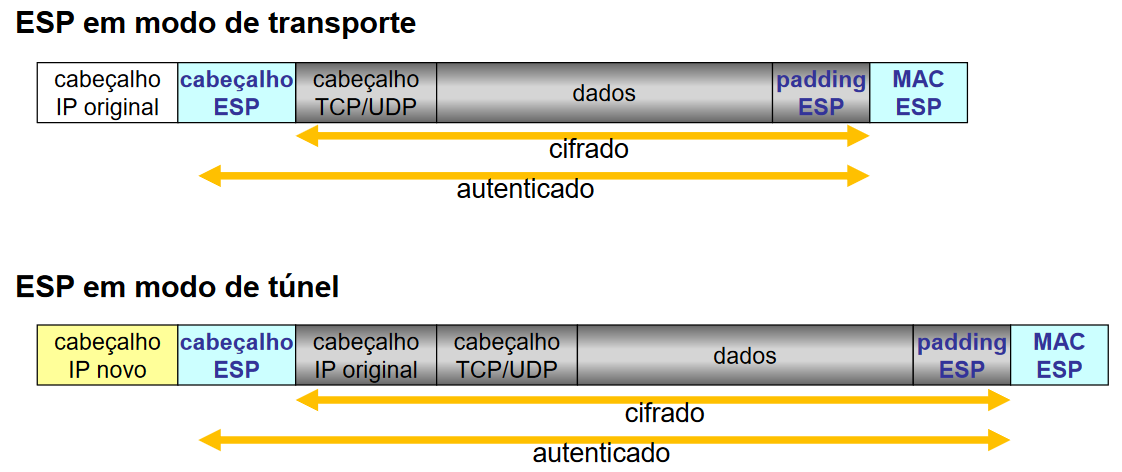 ESP em modo de transporte
cabeçalho IP original
cabeçalho ESP
cabeçalho TCP/UDP
dados
padding ESP
MAC ESP
cifrado
autenticado
ESP em modo de túnel
cabeçalho IP novo
cabeçalho ESP
cabeçalho IP original
cabeçalho TCP/UDP
dados
padding ESP
MAC ESP
cifrado
autenticado